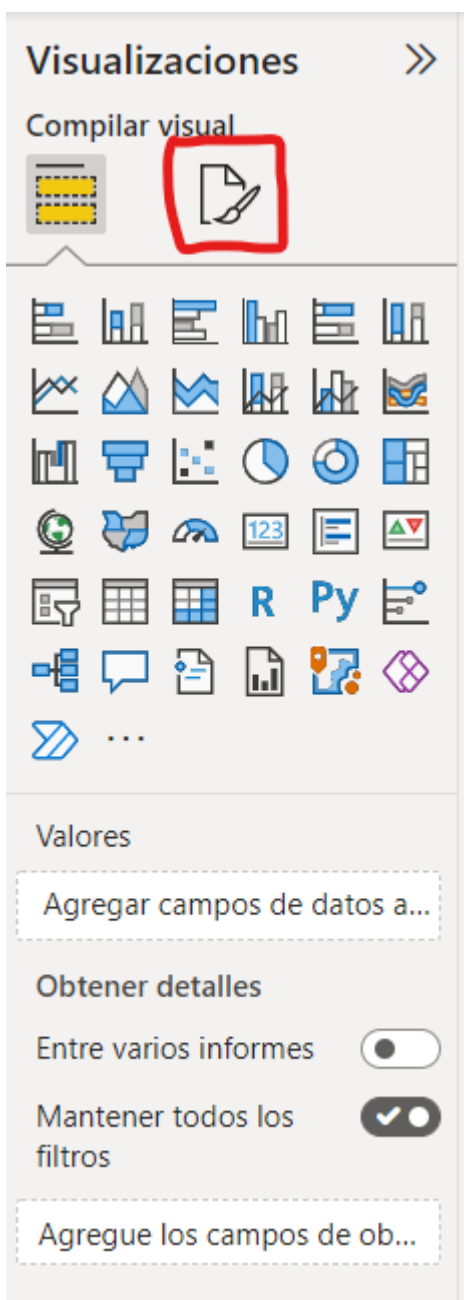 Visualizaciones
Compilar visual
123
R Py
...
Valores
Agregar campos de datos a...
Obtener detalles
Entre varios informes
Mantener todos los
filtros
Agregue los campos de ob...